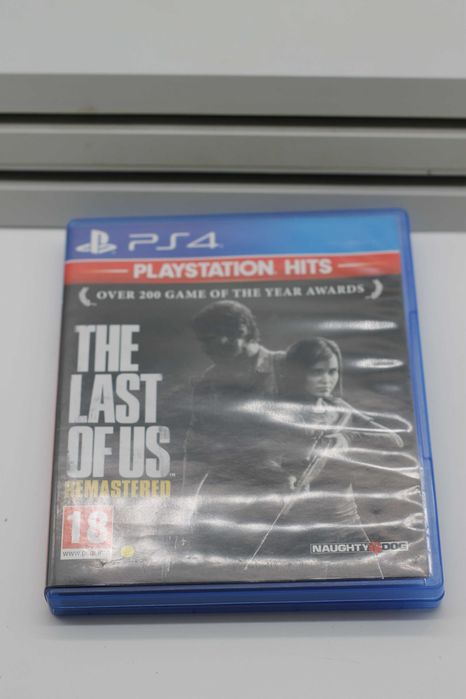 PS4
PLAYSTATION HITS
OVER 200 GAME OF THE YEAR AWARDS
THE
LAST
OF US
REMASTERED
18
NAUGHTY DOG